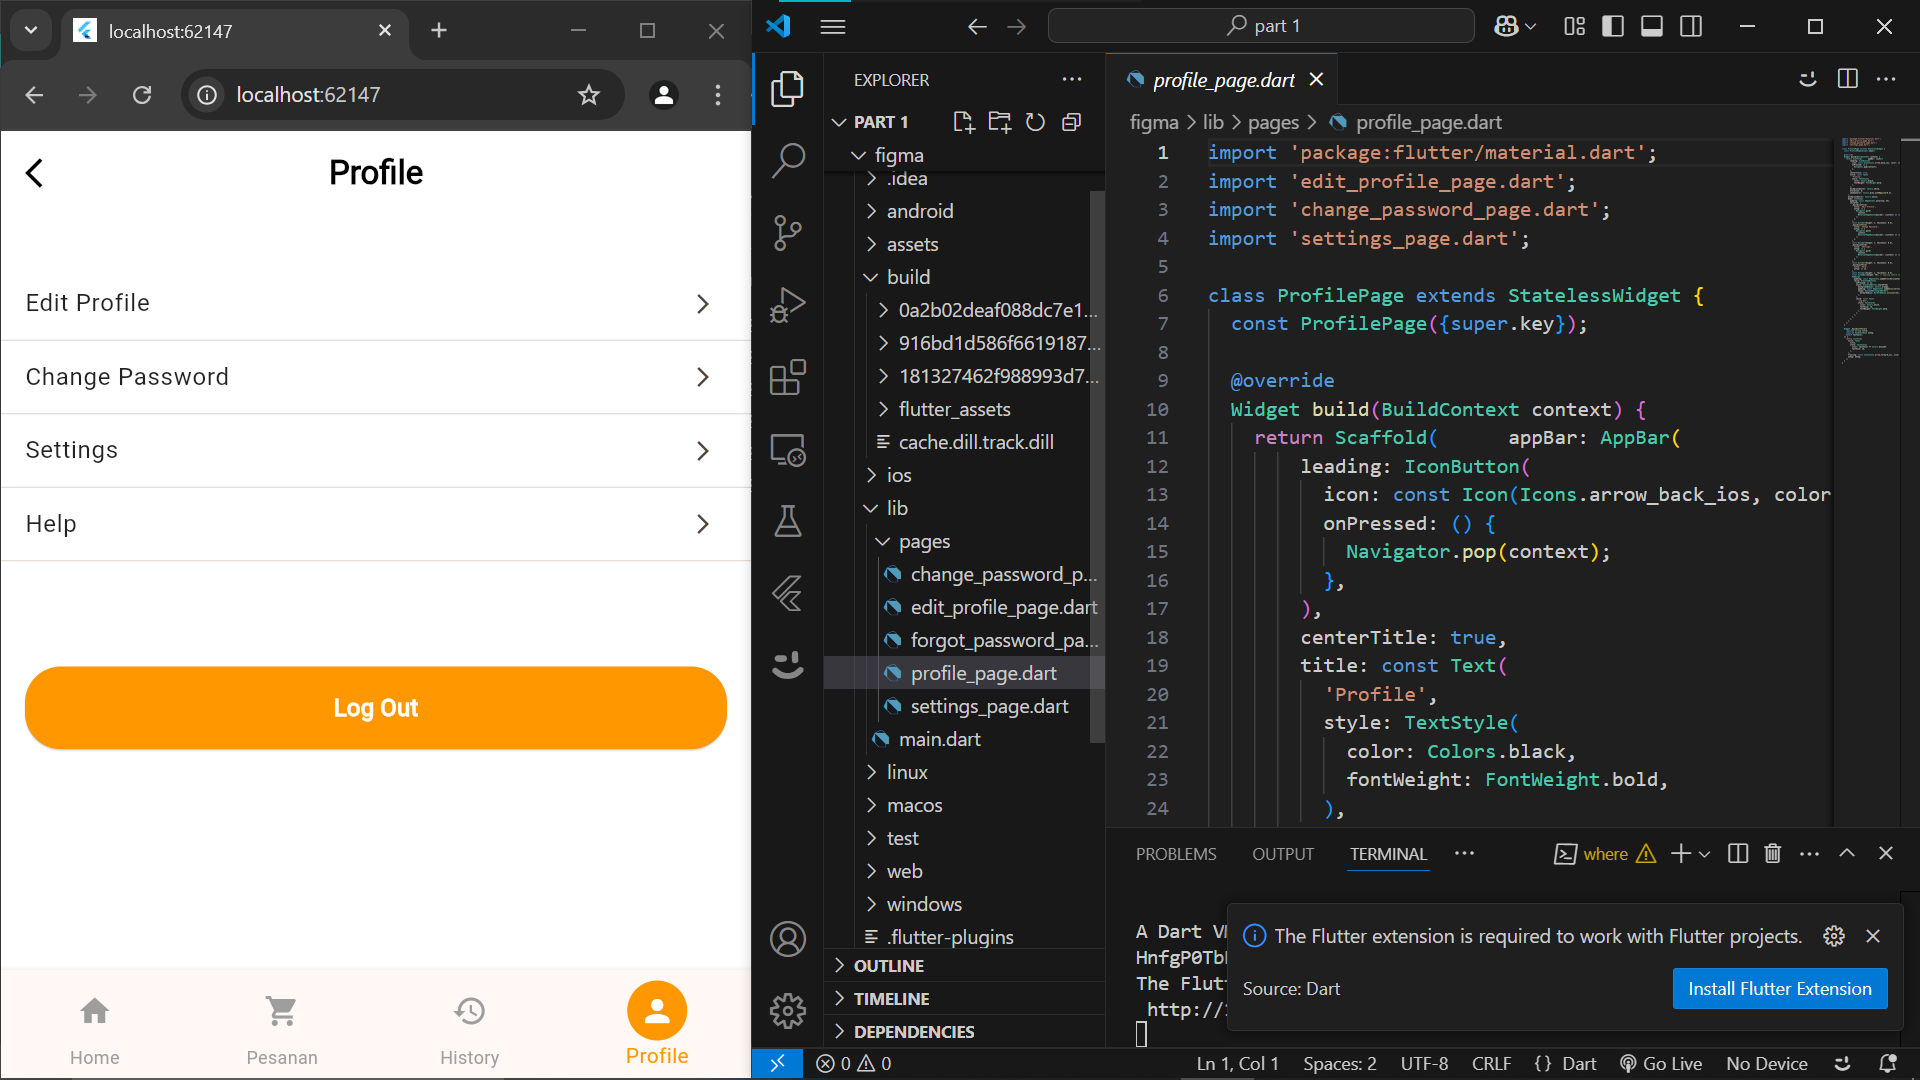 localhost:62147
localhost:62147
Profile
Edit Profile
Change Password
Settings
Help
Log Out
Home
Pesanan
History
Profile
part 1
EXPLORER
PART 1
figma
.idea
android
assets
build
0a2b02deaf088dc7e1...
916bd1d586f6619187...
181327462f988993d7...
flutter_assets
cache.dill.track.dill
ios
lib
pages
change_password_p...
edit_profile_page.dart
forgot_password_pa...
profile_page.dart
settings_page.dart
main.dart
linux
macos
test
web
windows
.flutter-plugins
OUTLINE
TIMELINE
DEPENDENCIES
profile_page.dart
figma > lib > pages > profile_page.dart
1 import 'package:flutter/material.dart';
2 import 'edit_profile_page.dart';
3 import 'change_password_page.dart';
4 import 'settings_page.dart';
5
6 class ProfilePage extends StatelessWidget {
7 const ProfilePage({super.key});
8
9 @override
10 Widget build(BuildContext context) {
11 return Scaffold( appBar: AppBar(
12 leading: IconButton(
13 icon: const Icon(Icons.arrow_back_ios, color
14 onPressed: () {
15 Navigator.pop(context);
16 },
17 ),
18 centerTitle: true,
19 title: const Text(
20 'Profile',
21 style: TextStyle(
22 color: Colors.black,
23 fontWeight: FontWeight.bold,
24 ),
PROBLEMS OUTPUT TERMINAL
where
A Dart VM
HnfgP0Tb
The Flut
http://
The Flutter extension is required to work with Flutter projects.
Source: Dart
Install Flutter Extension
0 0
Ln 1, Col 1 Spaces: 2 UTF-8 CRLF {} Dart Go Live No Device